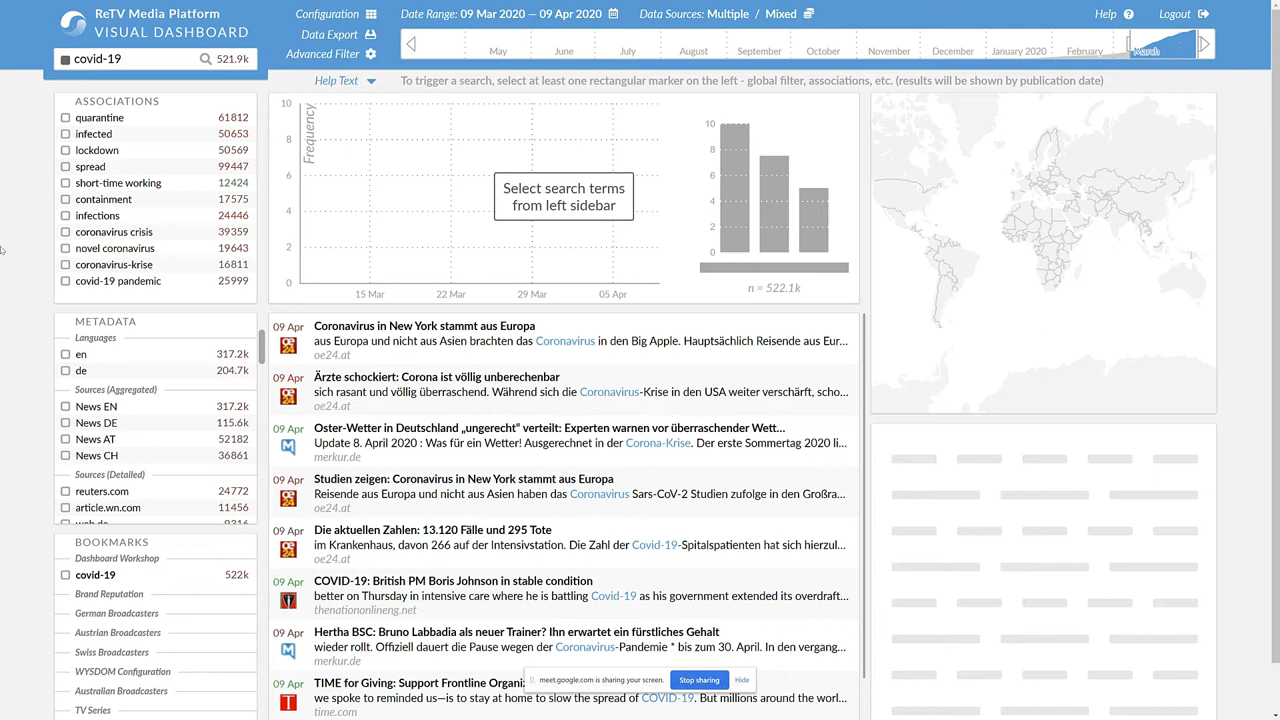 ReTV Media Platform
VISUAL DASHBOARD
covid-19 521.9k
Configuration
Data Export
Advanced Filter
Date Range: 09 Mar 2020 — 09 Apr 2020
Data Sources: Multiple / Mixed
Help
Logout
May June July August September October November December January 2020 February March
Help Text
To trigger a search, select at least one rectangular marker on the left - global filter, associations, etc. (results will be shown by publication date)
ASSOCIATIONS
quarantine 61812
infected 50653
lockdown 50569
spread 99447
short-time working 12424
containment 17575
infections 24446
coronavirus crisis 39359
novel coronavirus 19643
coronavirus-krise 16811
covid-19 pandemic 25999
METADATA
Languages
en 317.2k
de 204.7k
Sources (Aggregated)
News EN 317.2k
News DE 115.6k
News AT 52182
News CH 36861
Sources (Detailed)
reuters.com 24772
article.wn.com 11456
BOOKMARKS
Dashboard Workshop
covid-19 522k
Brand Reputation
German Broadcasters
Austrian Broadcasters
Swiss Broadcasters
WYSDOM Configuration
Australian Broadcasters
TV Series
Frequency
10
8
6
4
2
0
15 Mar 22 Mar 29 Mar 05 Apr
Select search terms
from left sidebar
10
8
6
4
2
0
n = 522.1k
09 Apr Coronavirus in New York stammt aus Europa
aus Europa und nicht aus Asien brachten das Coronavirus in den Big Apple. Hauptsächlich Reisende aus Eur...
oe24.at
09 Apr Ärzte schockiert: Corona ist völlig unberechenbar
sich rasant und völlig überraschend. Während sich die Coronavirus-Krise in den USA weiter verschärft, scho...
oe24.at
09 Apr Oster-Wetter in Deutschland „ungerecht“ verteilt: Experten warnen vor überraschender Wett...
Update 8. April 2020 : Was für ein Wetter! Ausgerechnet in der Corona-Krise. Der erste Sommertag 2020 li...
merkur.de
09 Apr Studien zeigen: Coronavirus in New York stammt aus Europa
Reisende aus Europa und nicht aus Asien haben das Coronavirus Sars-CoV-2 Studien zufolge in den Großra...
oe24.at
09 Apr Die aktuellen Zahlen: 13.120 Fälle und 295 Tote
im Krankenhaus, davon 266 auf der Intensivstation. Die Zahl der Covid-19-Spitalspatienten hat sich hierzul...
oe24.at
09 Apr COVID-19: British PM Boris Johnson in stable condition
better on Thursday in intensive care where he is battling Covid-19 as his government extended its overdraft...
thenationonlineng.net
09 Apr Hertha BSC: Bruno Labbadia als neuer Trainer? Ihn erwartet ein fürstliches Gehalt
wieder rollt. Offiziell dauert die Pause wegen der Coronavirus-Pandemie * bis zum 30. April. In den vergang...
merkur.de
09 Apr TIME for Giving: Support Frontline Organi
we spoke to reminded us—is to stay at home to slow the spread of COVID-19. But millions around the worl...
time.com
meet.google.com is sharing your screen. Stop sharing Hide